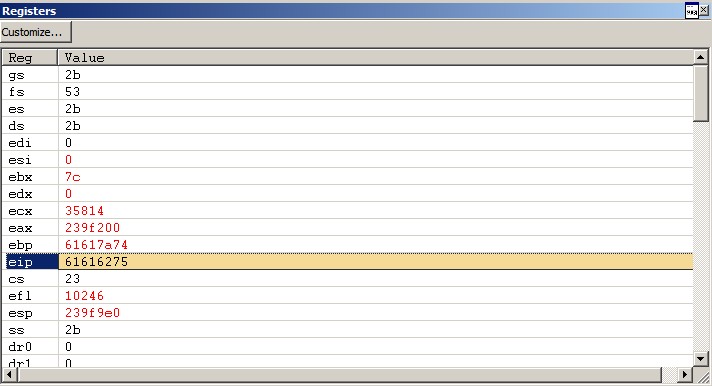 Registers
Customize...
Reg Value
gs 2b
fs 53
es 2b
ds 2b
edi 0
esi 0
ebx 7c
edx 0
ecx 35814
eax 239f200
ebp 61617a74
eip 61616275
cs 23
efl 10246
esp 239f9e0
ss 2b
dr0 0
dr1 0